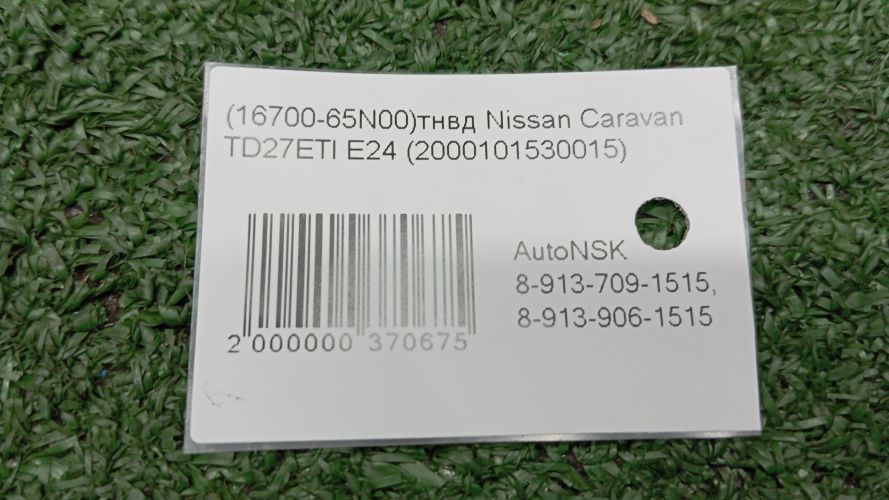 (16700-65N00)тнвд Nissan Caravan
TD27ETI E24 (2000101530015)
AutoNSK
8-913-709-1515,
8-913-906-1515
2 000000 370675